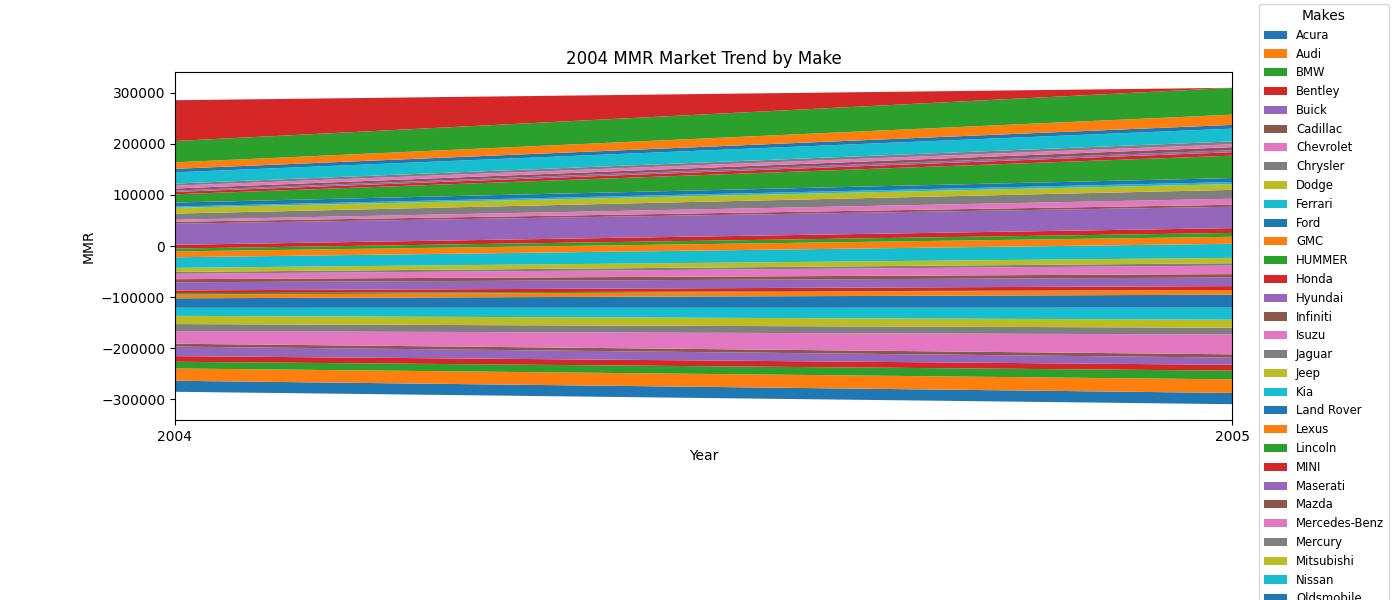 2004 MMR Market Trend by Make
MMR
300000
200000
100000
0
−100000
−200000
−300000
2004
2005
Year
Makes
Acura
Audi
BMW
Bentley
Buick
Cadillac
Chevrolet
Chrysler
Dodge
Ferrari
Ford
GMC
HUMMER
Honda
Hyundai
Infiniti
Isuzu
Jaguar
Jeep
Kia
Land Rover
Lexus
Lincoln
MINI
Maserati
Mazda
Mercedes-Benz
Mercury
Mitsubishi
Nissan
Oldsmobile